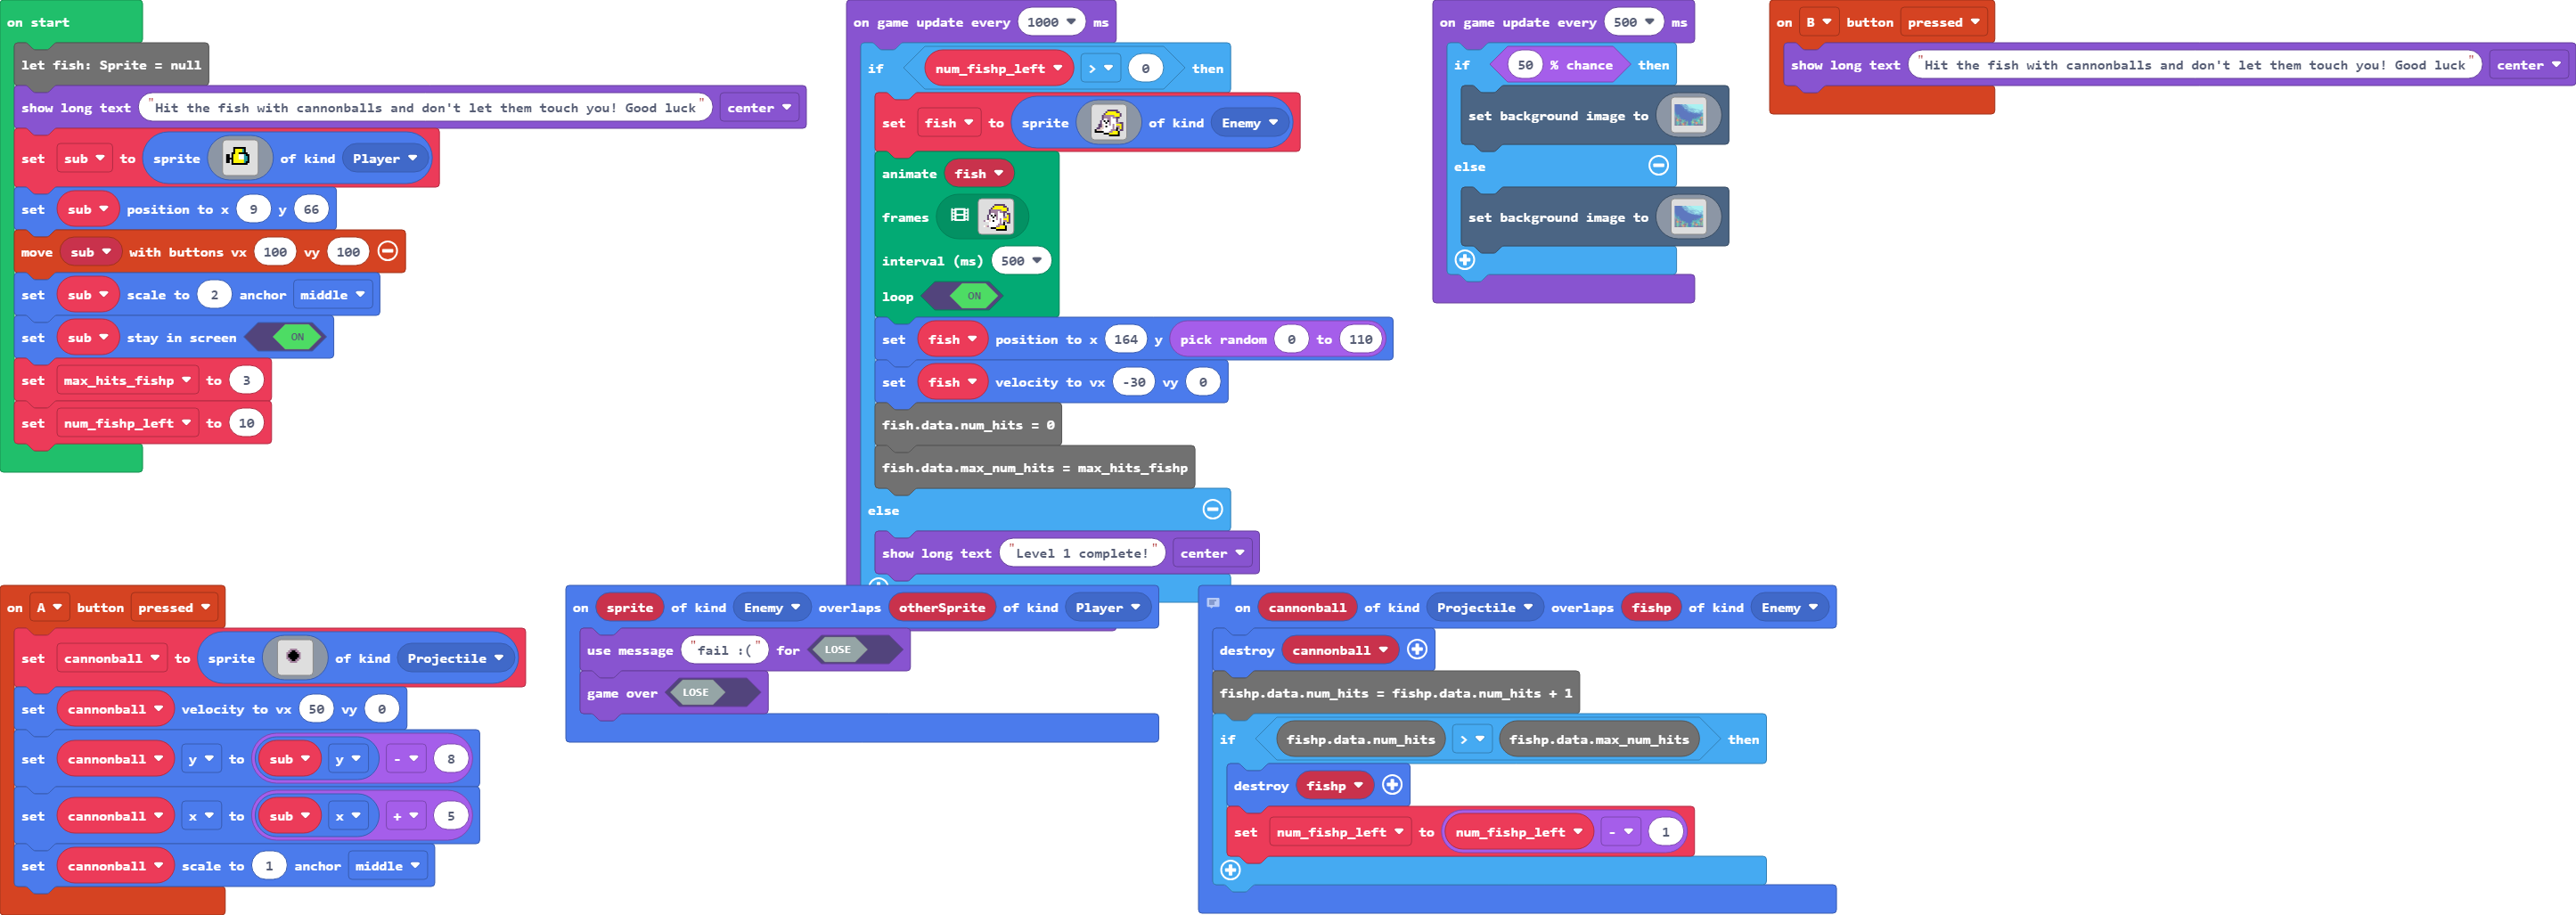 on start
let fish: Sprite = null
show long text "Hit the fish with cannonballs and don't let them touch you! Good luck" center
set sub to sprite of kind Player
set sub position to x 9 y 66
move sub with buttons vx 100 vy 100
set sub scale to 2 anchor middle
set sub stay in screen ON
set max_hits_fishp to 3
set num_fishp_left to 10
on game update every 1000 ms
if num_fishp_left > 0 then
set fish to sprite of kind Enemy
animate fish
frames
interval (ms) 500
loop ON
set fish position to x 164 y pick random 0 to 110
set fish velocity to vx -30 vy 0
fish.data.num_hits = 0
fish.data.max_num_hits = max_hits_fishp
else
show long text "Level 1 complete!" center
on game update every 500 ms
if 50 % chance then
set background image to
else
set background image to
on B button pressed
show long text "Hit the fish with cannonballs and don't let them touch you! Good luck" center
on A button pressed
set cannonball to sprite of kind Projectile
set cannonball velocity to vx 50 vy 0
set cannonball y to sub y - 8
set cannonball x to sub x + 5
set cannonball scale to 1 anchor middle
on sprite of kind Enemy overlaps otherSprite of kind Player
use message "fail :(" for LOSE
game over LOSE
on cannonball of kind Projectile overlaps fishp of kind Enemy
destroy cannonball
fishp.data.num_hits = fishp.data.num_hits + 1
if fishp.data.num_hits > fishp.data.max_num_hits then
destroy fishp
set num_fishp_left to num_fishp_left - 1